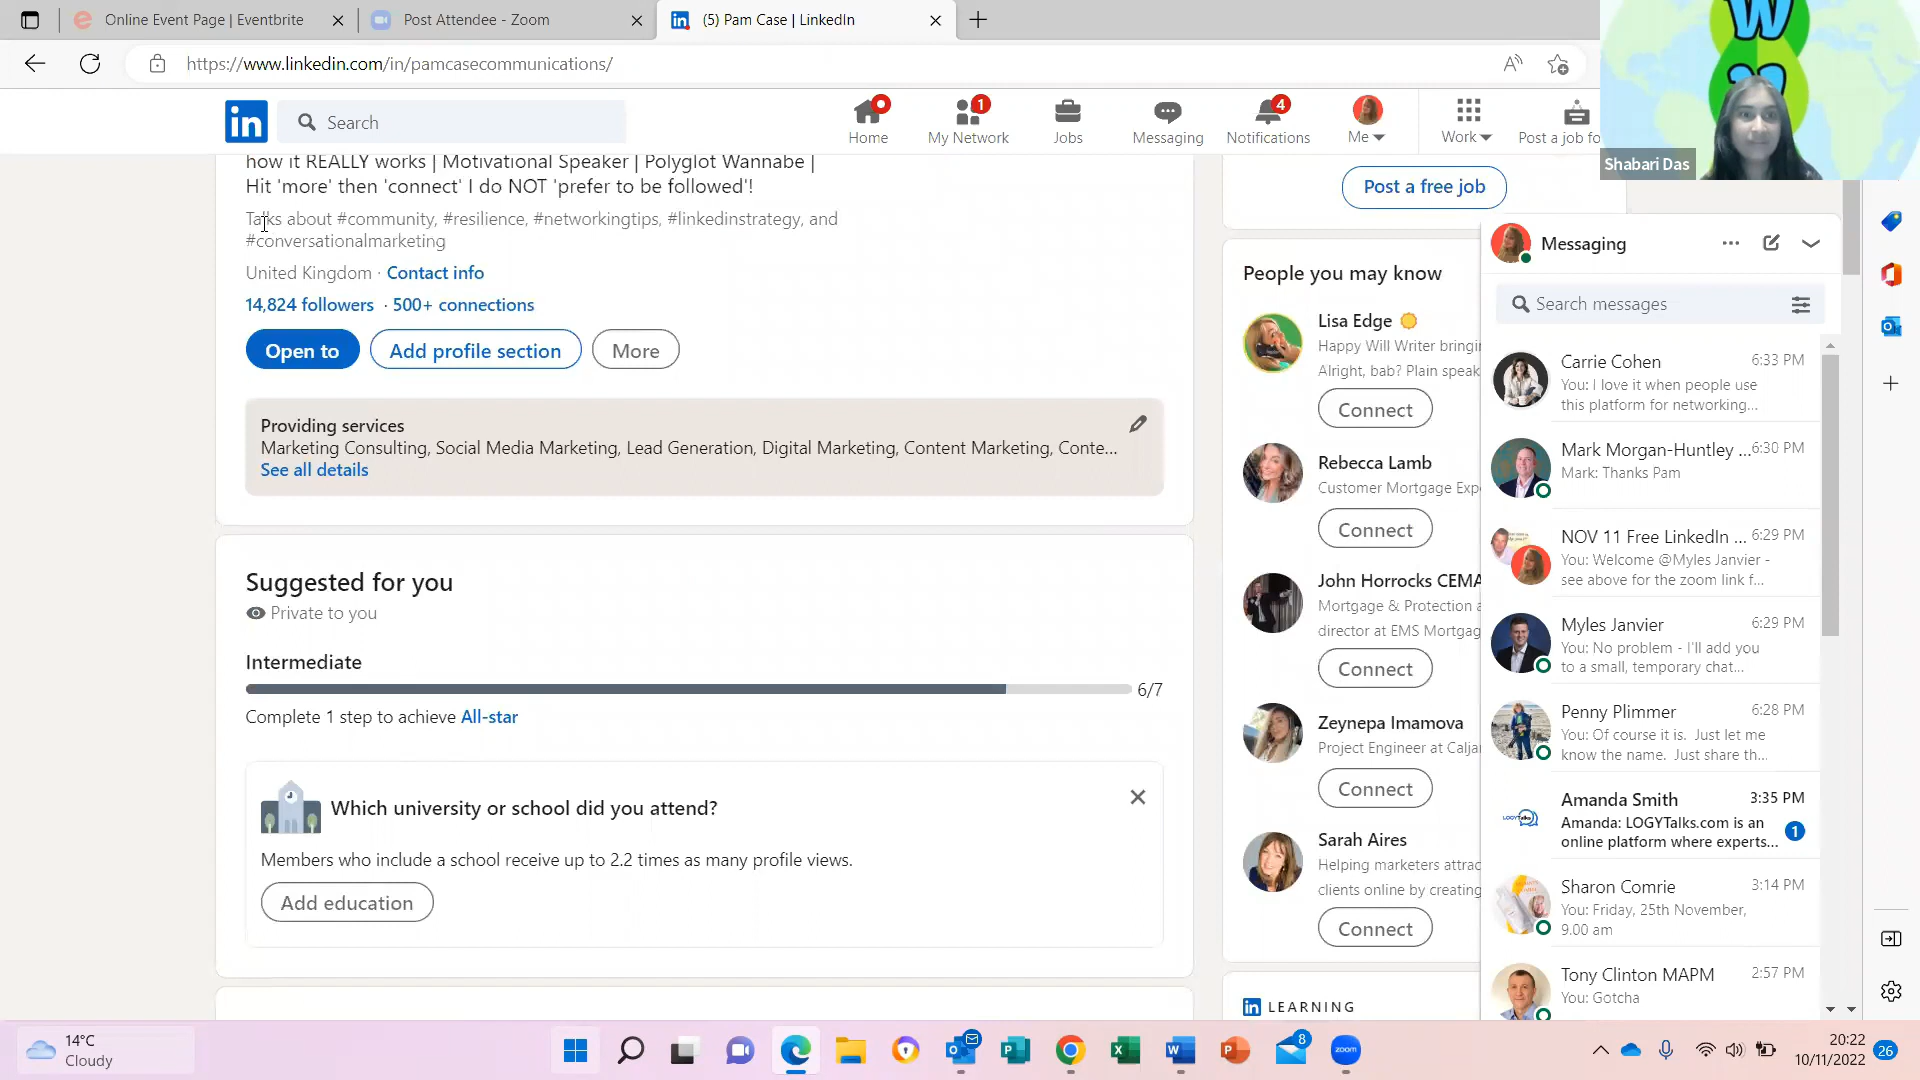 Online Event Page | Eventbrite
Post Attendee - Zoom
(5) Pam Case | LinkedIn
https://www.linkedin.com/in/pamcasecommunications/
in
Search
Home
1
My Network
Jobs
Messaging
4
Notifications
Me
Work
Post a job fo
Shabari Das
how it REALLY works | Motivational Speaker | Polyglot Wannabe |
Hit 'more' then 'connect' I do NOT 'prefer to be followed'!
Talks about #community, #resilience, #networkingtips, #linkedinstrategy, and
#conversationalmarketing
United Kingdom · Contact info
14,824 followers · 500+ connections
Open to
Add profile section
More
Providing services
Marketing Consulting, Social Media Marketing, Lead Generation, Digital Marketing, Content Marketing, Conte...
See all details
Suggested for you
Private to you
Intermediate
6/7
Complete 1 step to achieve All-star
Which university or school did you attend?
Members who include a school receive up to 2.2 times as many profile views.
Add education
Post a free job
People you may know
Lisa Edge
Happy Will Writer bringin
Alright, bab? Plain speak
Connect
Rebecca Lamb
Customer Mortgage Exp
Connect
John Horrocks CEMA
Mortgage & Protection a
director at EMS Mortgag
Connect
Zeynepa Imamova
Project Engineer at Calja
Connect
Sarah Aires
Helping marketers attrac
clients online by creating
Connect
in LEARNING
Messaging
Search messages
Carrie Cohen 6:33 PM
You: I love it when people use
this platform for networking...
Mark Morgan-Huntley ... 6:30 PM
Mark: Thanks Pam
NOV 11 Free LinkedIn ... 6:29 PM
You: Welcome @Myles Janvier -
see above for the zoom link f...
Myles Janvier 6:29 PM
You: No problem - I'll add you
to a small, temporary chat...
Penny Plimmer 6:28 PM
You: Of course it is. Just let me
know the name. Just share th...
Amanda Smith 3:35 PM
Amanda: LOGYTalks.com is an
online platform where experts...
1
Sharon Comrie 3:14 PM
You: Friday, 25th November,
9.00 am
Tony Clinton MAPM 2:57 PM
You: Gotcha
14°C
Cloudy
8
zoom
20:22
10/11/2022
26